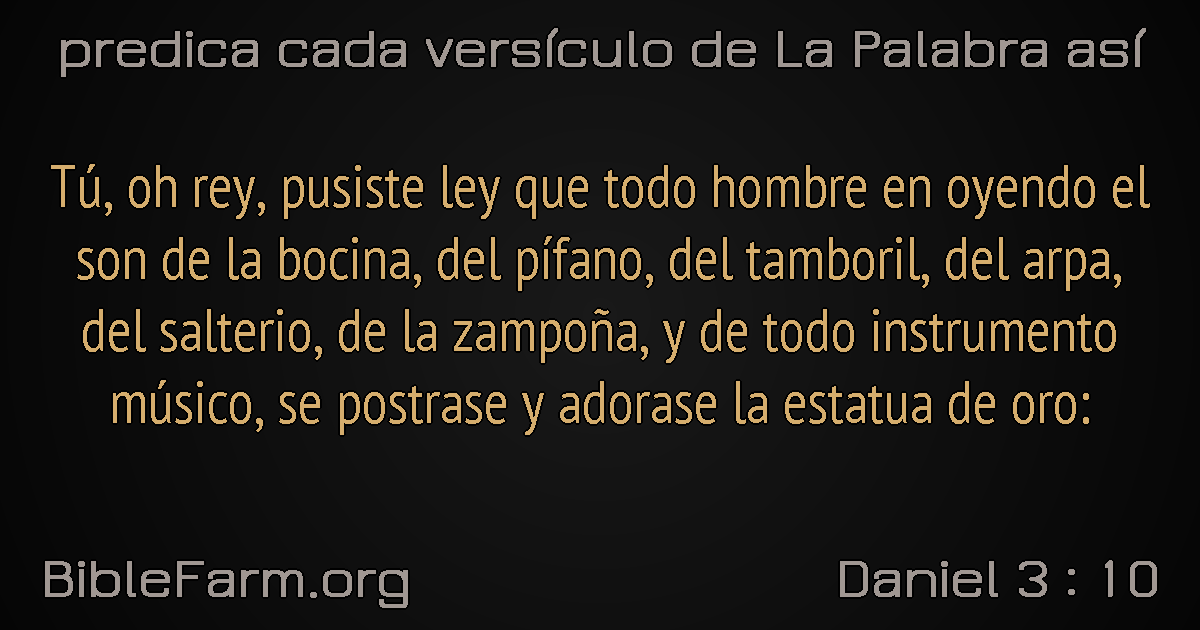 predica cada versículo de La Palabra así
Tú, oh rey, pusiste ley que todo hombre en oyendo el
son de la bocina, del pífano, del tamboril, del arpa,
del salterio, de la zampoña, y de todo instrumento
músico, se postrase y adorase la estatua de oro:
BibleFarm.org
Daniel 3 : 10